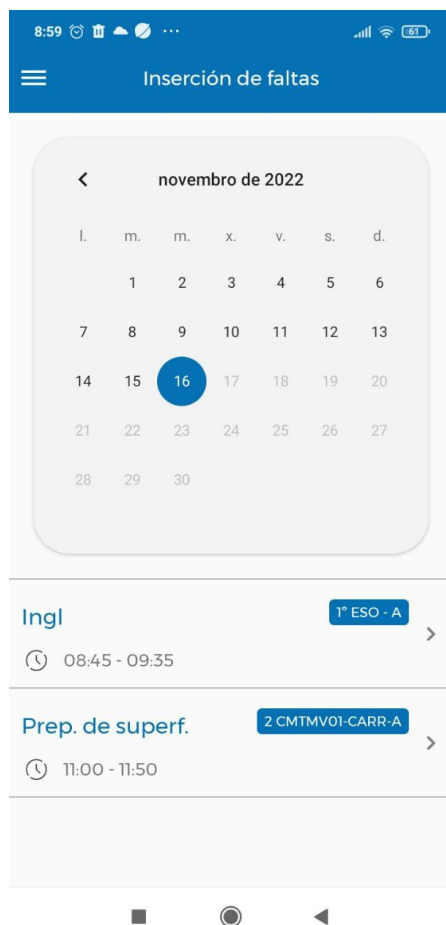 8:59 ... 61
Inserción de faltas
novembro de 2022
l. m. m. x. v. s. d.
1 2 3 4 5 6
7 8 9 10 11 12 13
14 15 16 17 18 19 20
21 22 23 24 25 26 27
28 29 30
Ingl 1º ESO - A
08:45 - 09:35
Prep. de superf. 2 CMTMV01-CARR-A
11:00 - 11:50